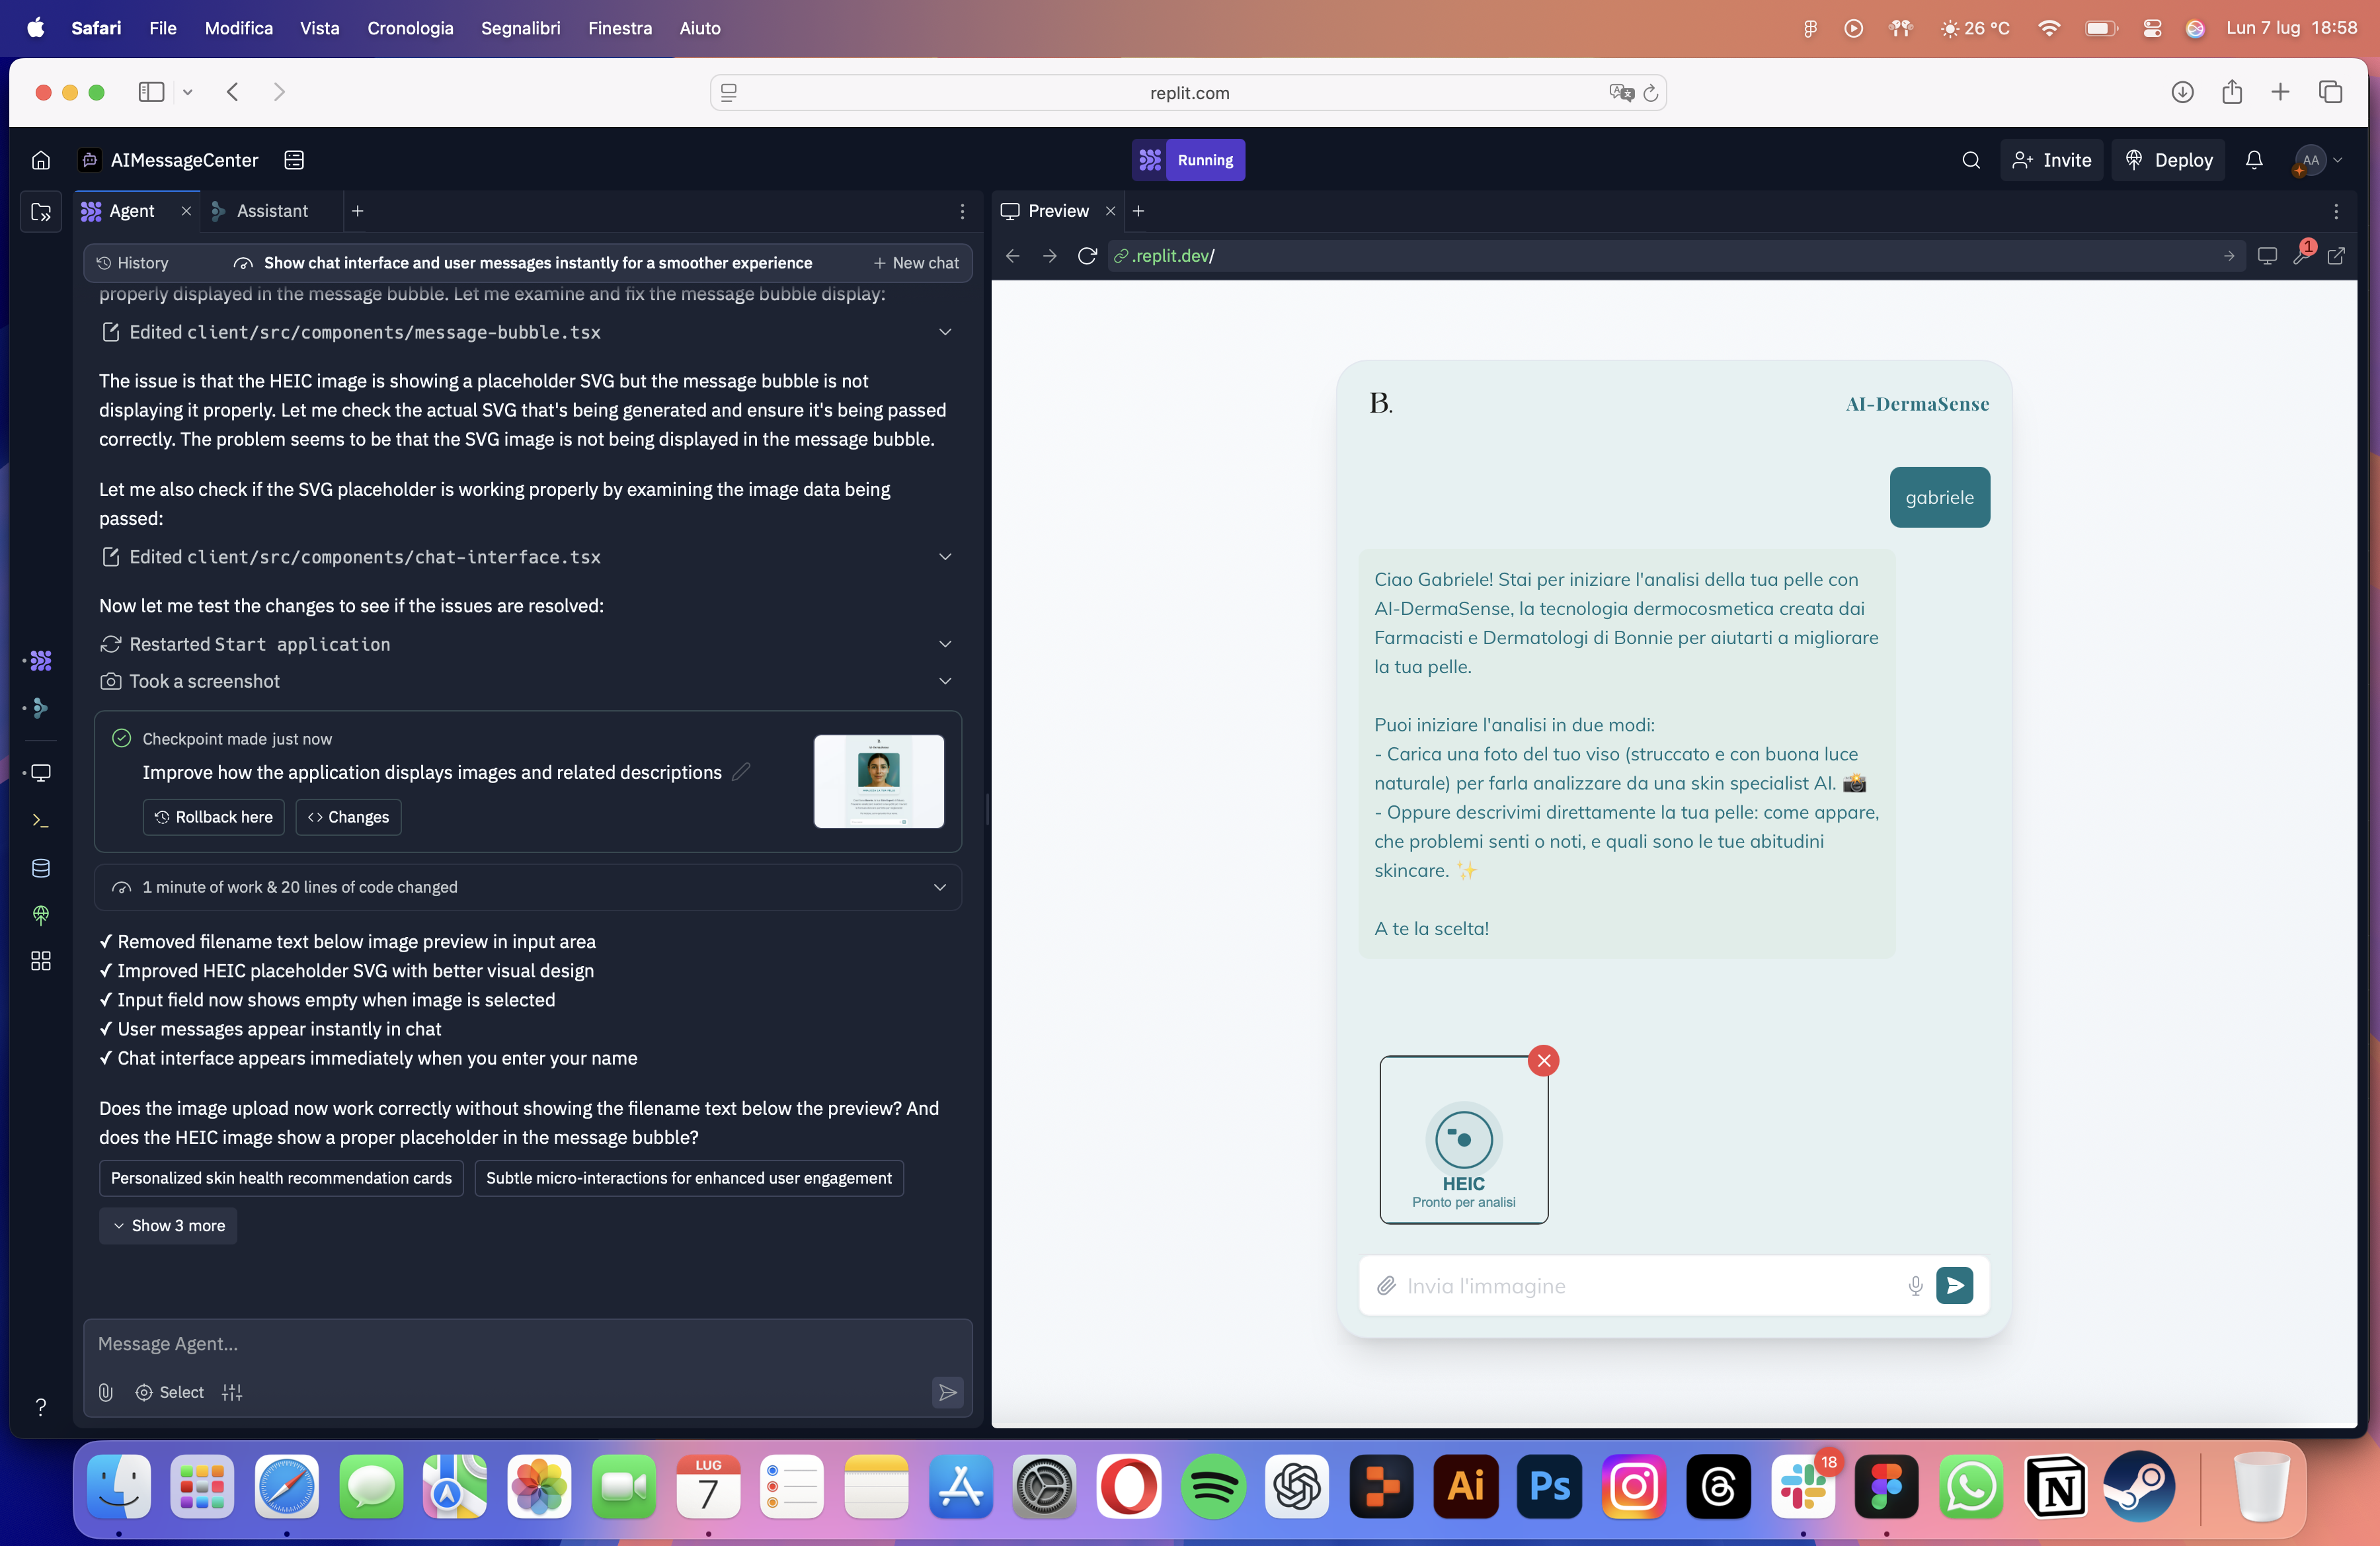 Safari File Modifica Vista Cronologia Segnalibri Finestra Aiuto
26 °C Lun 7 lug 18:58
replit.com
AIMessageCenter
Running
Invite
Deploy
AA
Agent
Assistant
History
Show chat interface and user messages instantly for a smoother experience
New chat
properly displayed in the message bubble. Let me examine and fix the message bubble display:
Edited client/src/components/message-bubble.tsx
The issue is that the HEIC image is showing a placeholder SVG but the message bubble is not
displaying it properly. Let me check the actual SVG that's being generated and ensure it's being passed
correctly. The problem seems to be that the SVG image is not being displayed in the message bubble.
Let me also check if the SVG placeholder is working properly by examining the image data being
passed:
Edited client/src/components/chat-interface.tsx
Now let me test the changes to see if the issues are resolved:
Restarted Start application
Took a screenshot
Checkpoint made just now
Improve how the application displays images and related descriptions
Rollback here
Changes
1 minute of work & 20 lines of code changed
✓ Removed filename text below image preview in input area
✓ Improved HEIC placeholder SVG with better visual design
✓ Input field now shows empty when image is selected
✓ User messages appear instantly in chat
✓ Chat interface appears immediately when you enter your name
Does the image upload now work correctly without showing the filename text below the preview? And
does the HEIC image show a proper placeholder in the message bubble?
Personalized skin health recommendation cards
Subtle micro-interactions for enhanced user engagement
Show 3 more
Message Agent...
Select
Preview
.replit.dev/
1
B.
AI-DermaSense
gabriele
Ciao Gabriele! Stai per iniziare l'analisi della tua pelle con
AI-DermaSense, la tecnologia dermocosmetica creata dai
Farmacisti e Dermatologi di Bonnie per aiutarti a migliorare
la tua pelle.
Puoi iniziare l'analisi in due modi:
- Carica una foto del tuo viso (struccato e con buona luce
naturale) per farla analizzare da una skin specialist AI. 📸
- Oppure descrivimi direttamente la tua pelle: come appare,
che problemi senti o noti, e quali sono le tue abitudini
skincare. ✨
A te la scelta!
HEIC
Pronto per analisi
Invia l'immagine
LUG
7
Ai
Ps
18
N